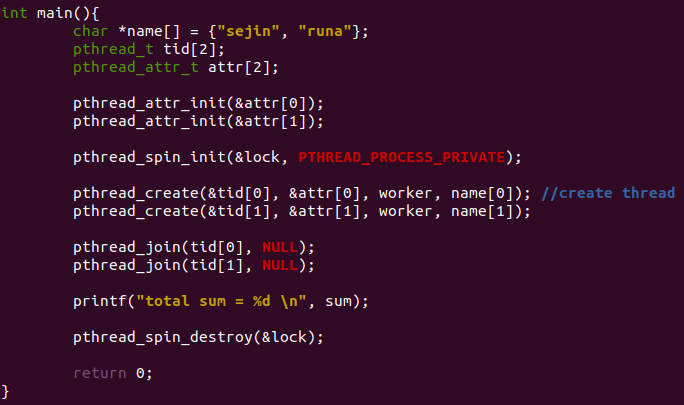 int main(){
        char *name[] = {"sejin", "runa"};
        pthread_t tid[2];
        pthread_attr_t attr[2];

        pthread_attr_init(&attr[0]);
        pthread_attr_init(&attr[1]);

        pthread_spin_init(&lock, PTHREAD_PROCESS_PRIVATE);

        pthread_create(&tid[0], &attr[0], worker, name[0]); //create thread
        pthread_create(&tid[1], &attr[1], worker, name[1]);

        pthread_join(tid[0], NULL);
        pthread_join(tid[1], NULL);

        printf("total sum = %d \n", sum);

        pthread_spin_destroy(&lock);

        return 0;
}